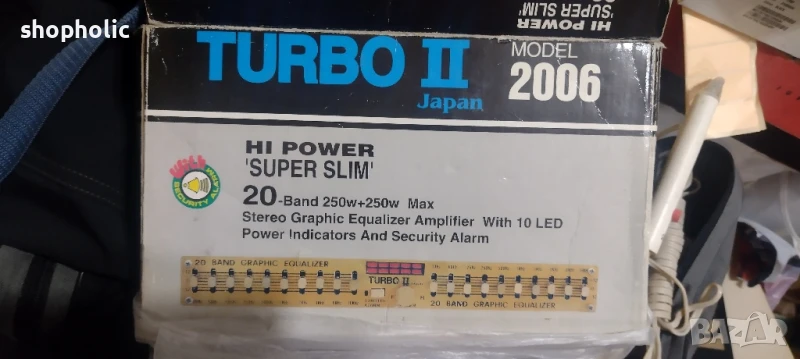 shopholic
HI POWER
'SUPER SLIM'
TURBO II
Japan
MODEL
2006
HI POWER
'SUPER SLIM'
SECURITY ALARM
20-Band 250w+250w Max
Stereo Graphic Equalizer Amplifier With 10 LED
Power Indicators And Security Alarm
20 BAND GRAPHIC EQUALIZER
TURBO II
20 BAND GRAPHIC EQUALIZER
BAZAR